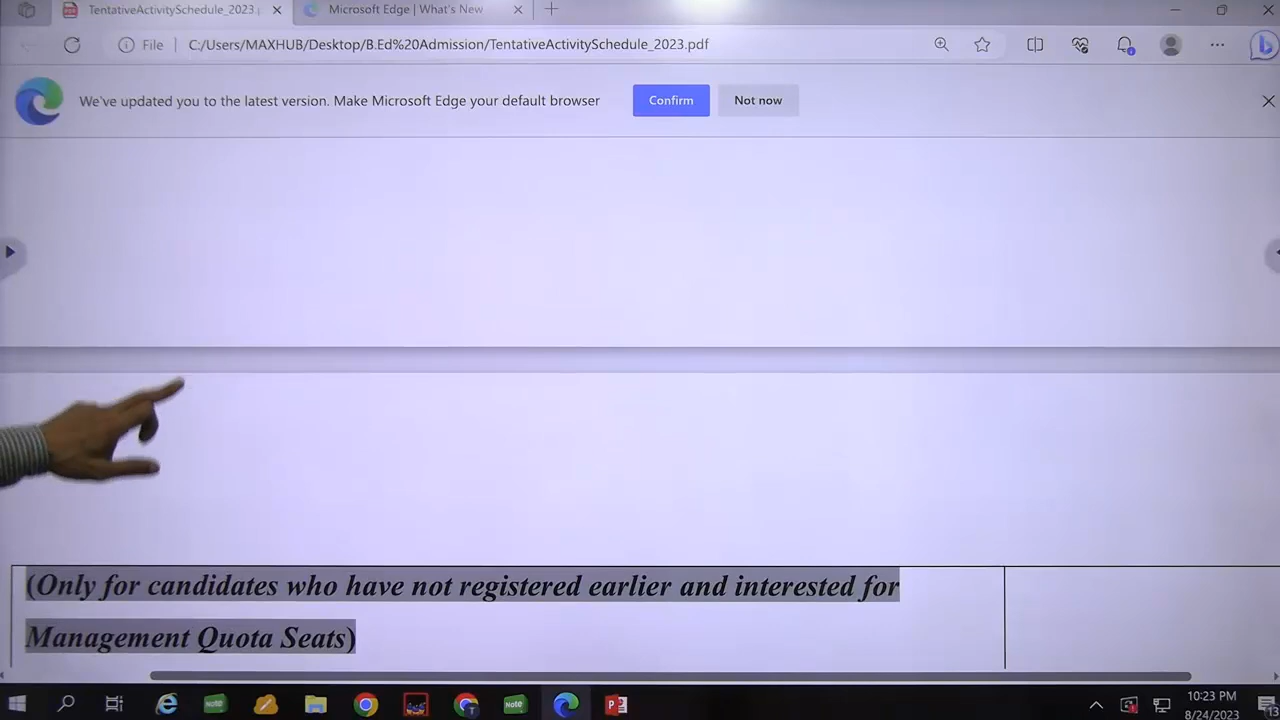 TentativeActivitySchedule_2023.p
Microsoft Edge | What's New
File
C:/Users/MAXHUB/Desktop/B.Ed%20Admission/TentativeActivitySchedule_2023.pdf
We've updated you to the latest version. Make Microsoft Edge your default browser
Confirm
Not now
(Only for candidates who have not registered earlier and interested for
Management Quota Seats)
10:23 PM
8/24/2023